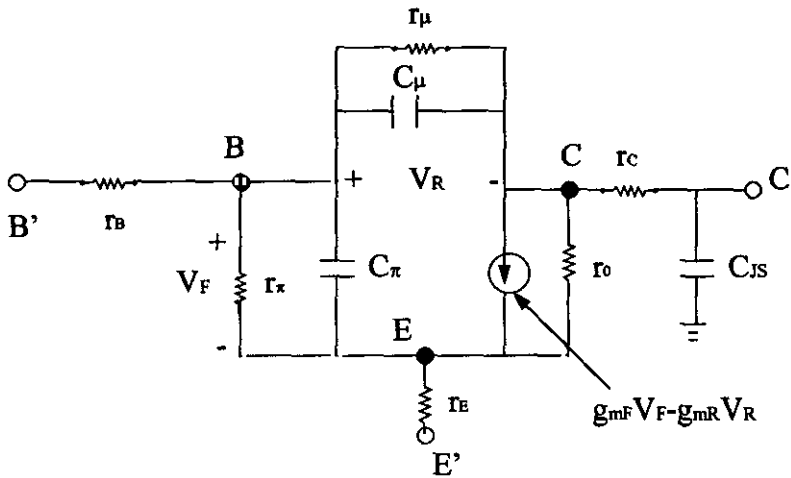 rμ
Cμ
B
+
VR
-
C
rC
C
B'
rB
+
VF
rπ
Cπ
r0
CJS
-
E
rE
gmFVF-gmRVR
E'